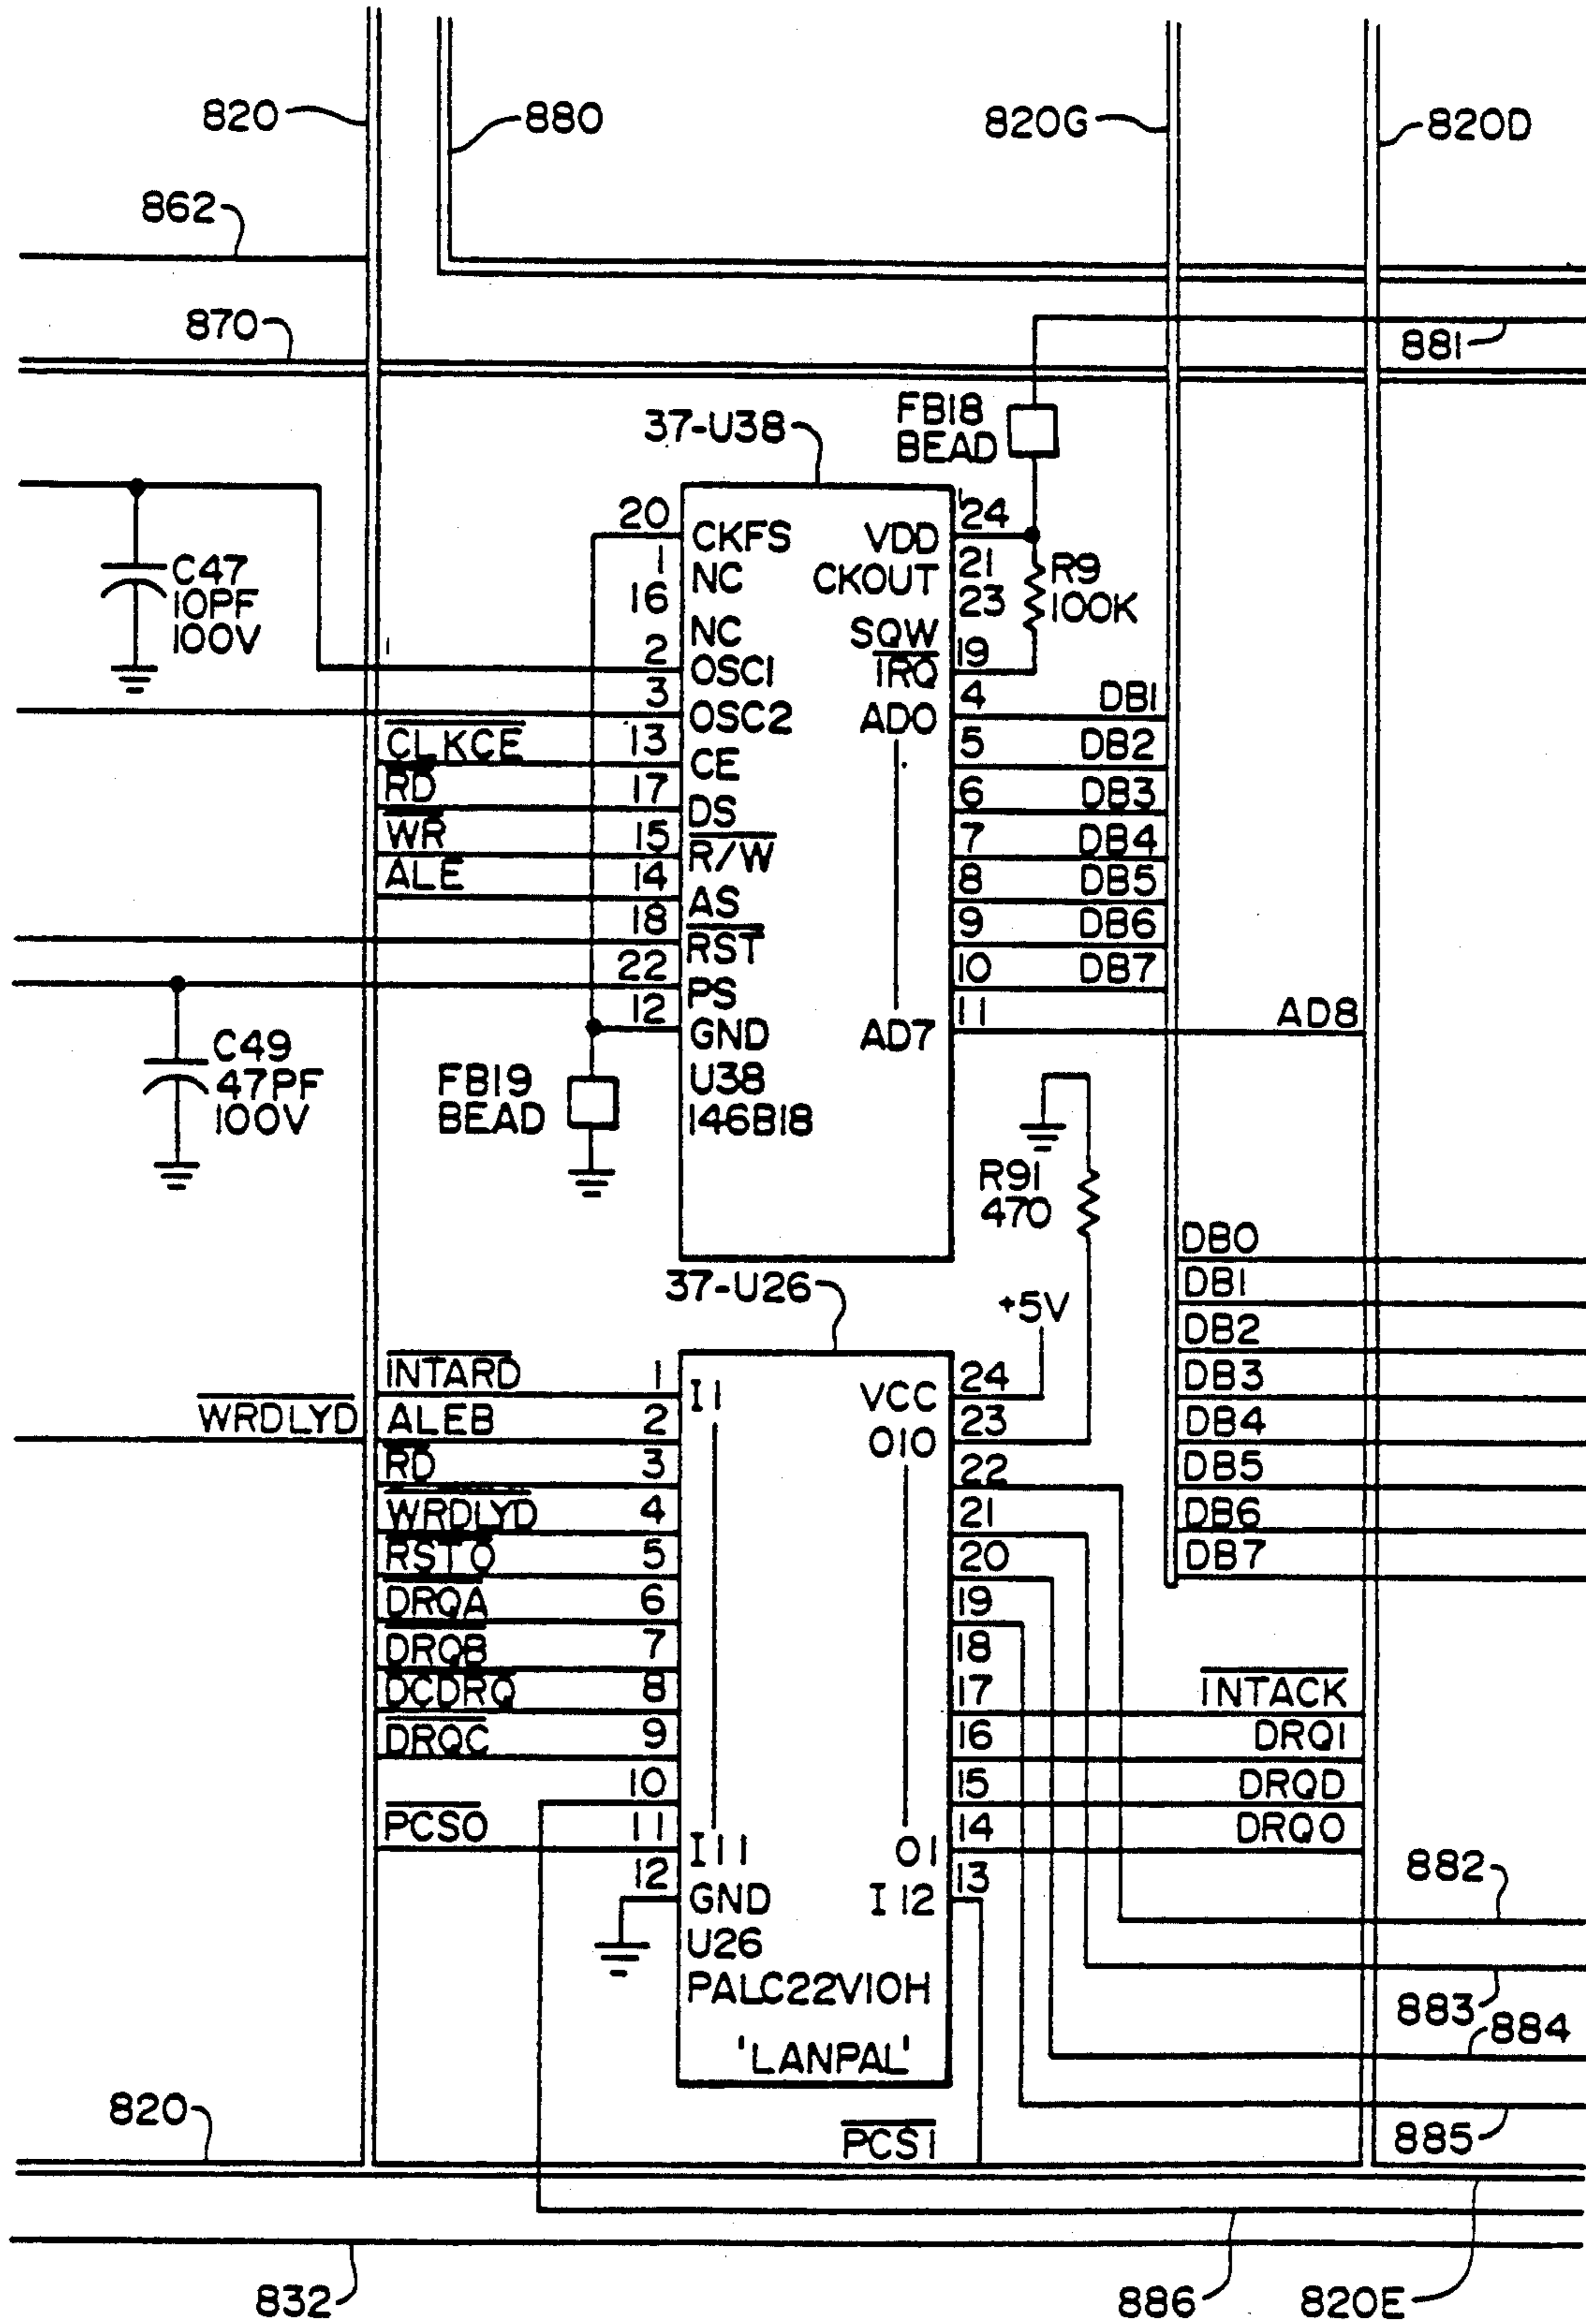 820
880
820G
820D
862
870
881
37-U38
FB18
BEAD
20
CKFS
VDD
24
1
NC
CKOUT
21
R9
16
23
100K
C47
10PF
100V
NC
SQW
2
OSC1
IRQ
19
3
OSC2
AD0
4
DB1
CLKCE
13
CE
5
DB2
RD
17
DS
6
DB3
WR
15
R/W
7
DB4
ALE
14
AS
8
DB5
18
RST
9
DB6
22
PS
10
DB7
12
GND
AD7
11
AD8
C49
47PF
100V
FB19
BEAD
U38
146B18
R91
470
DB0
DB1
DB2
DB3
DB4
DB5
DB6
DB7
37-U26
+5V
INTARD
1
I1
VCC
24
WRDLYD
ALEB
2
O10
23
RD
3
22
WRDLYD
4
21
RSTO
5
20
DRQA
6
19
DRQB
7
18
DCDRQ
8
17
INTACK
DRQC
9
16
DRQ1
10
15
DRQD
PCS0
11
I11
O1
14
DRQ0
12
GND
I12
13
U26
PALC22V10H
'LANPAL'
882
883
884
885
820
PCS1
832
886
820E